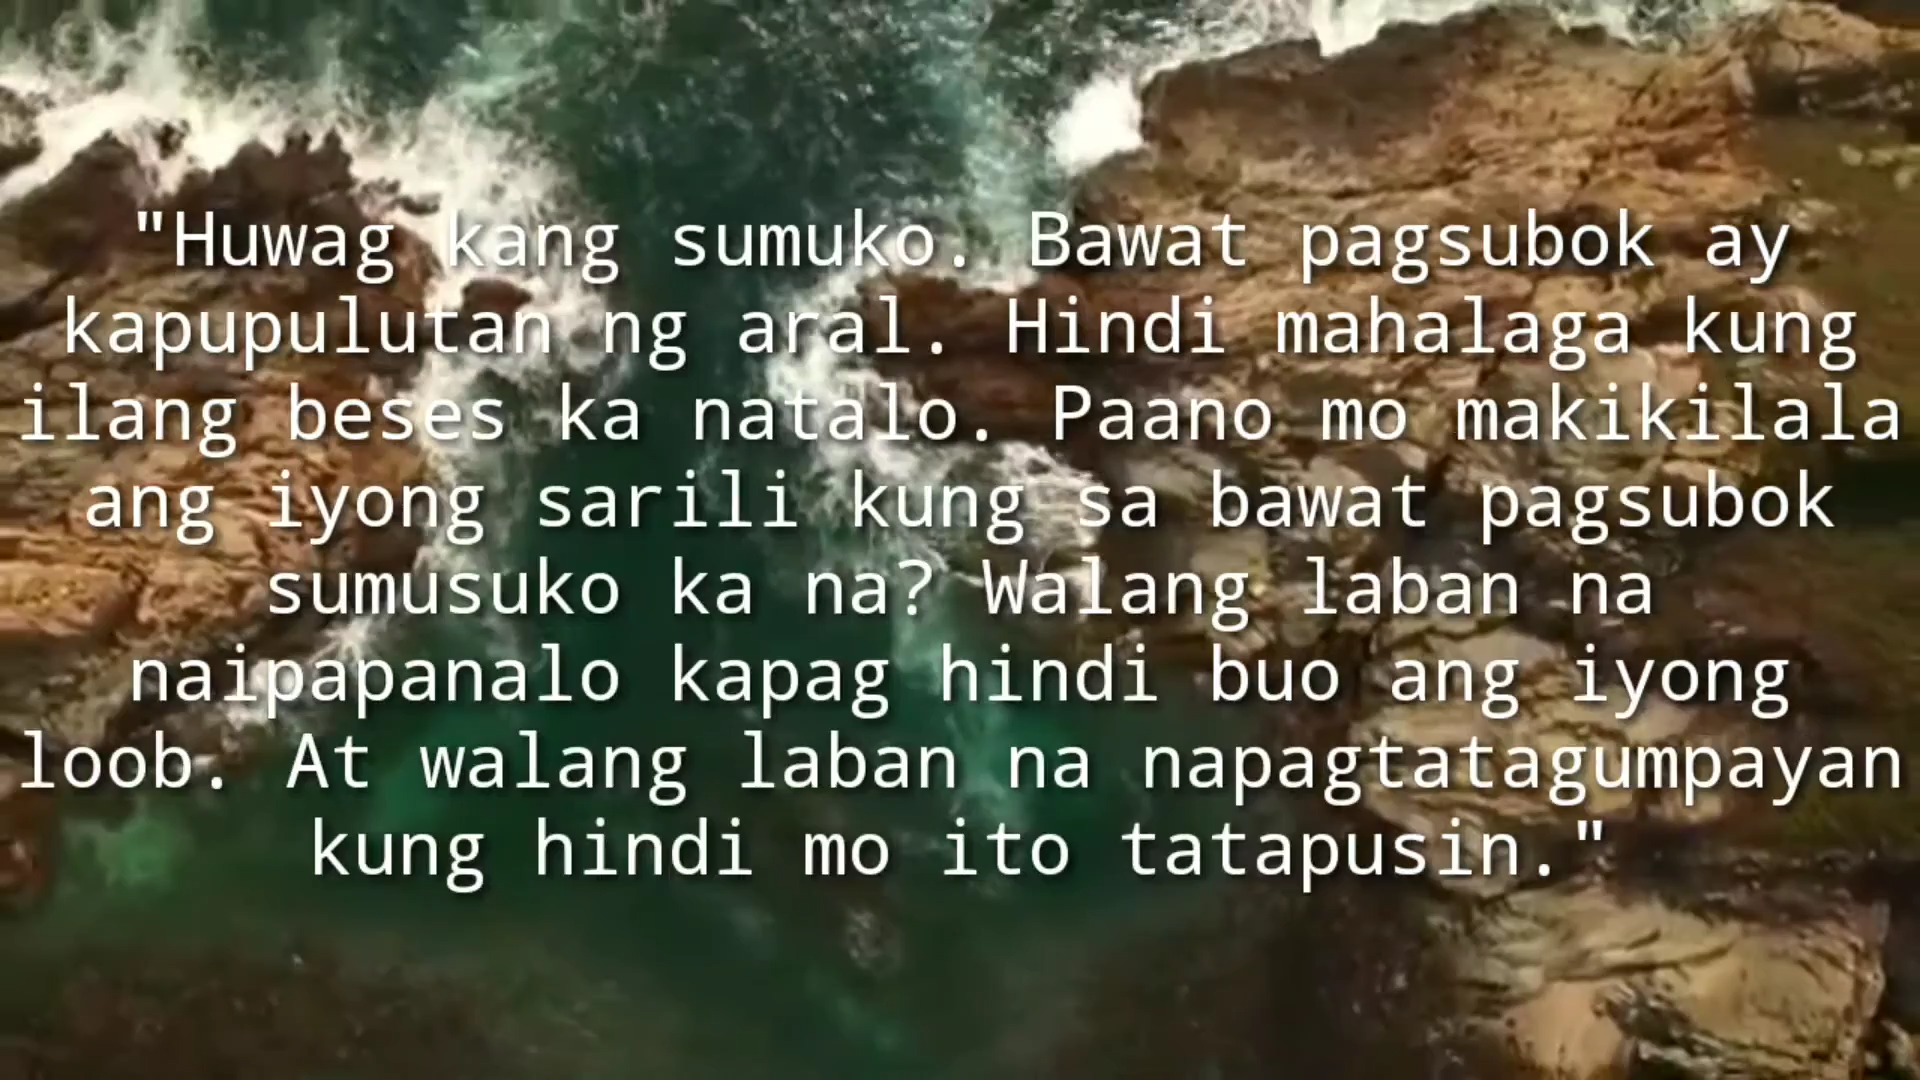 "Huwag kang sumuko. Bawat pagsubok ay
kapupulutan ng aral. Hindi mahalaga kung
ilang beses ka natalo. Paano mo makikilala
ang iyong sarili kung sa bawat pagsubok
sumusuko ka na? Walang laban na
naipapanalo kapag hindi buo ang iyong
loob. At walang laban na napagtatagumpayan
kung hindi mo ito tatapusin."